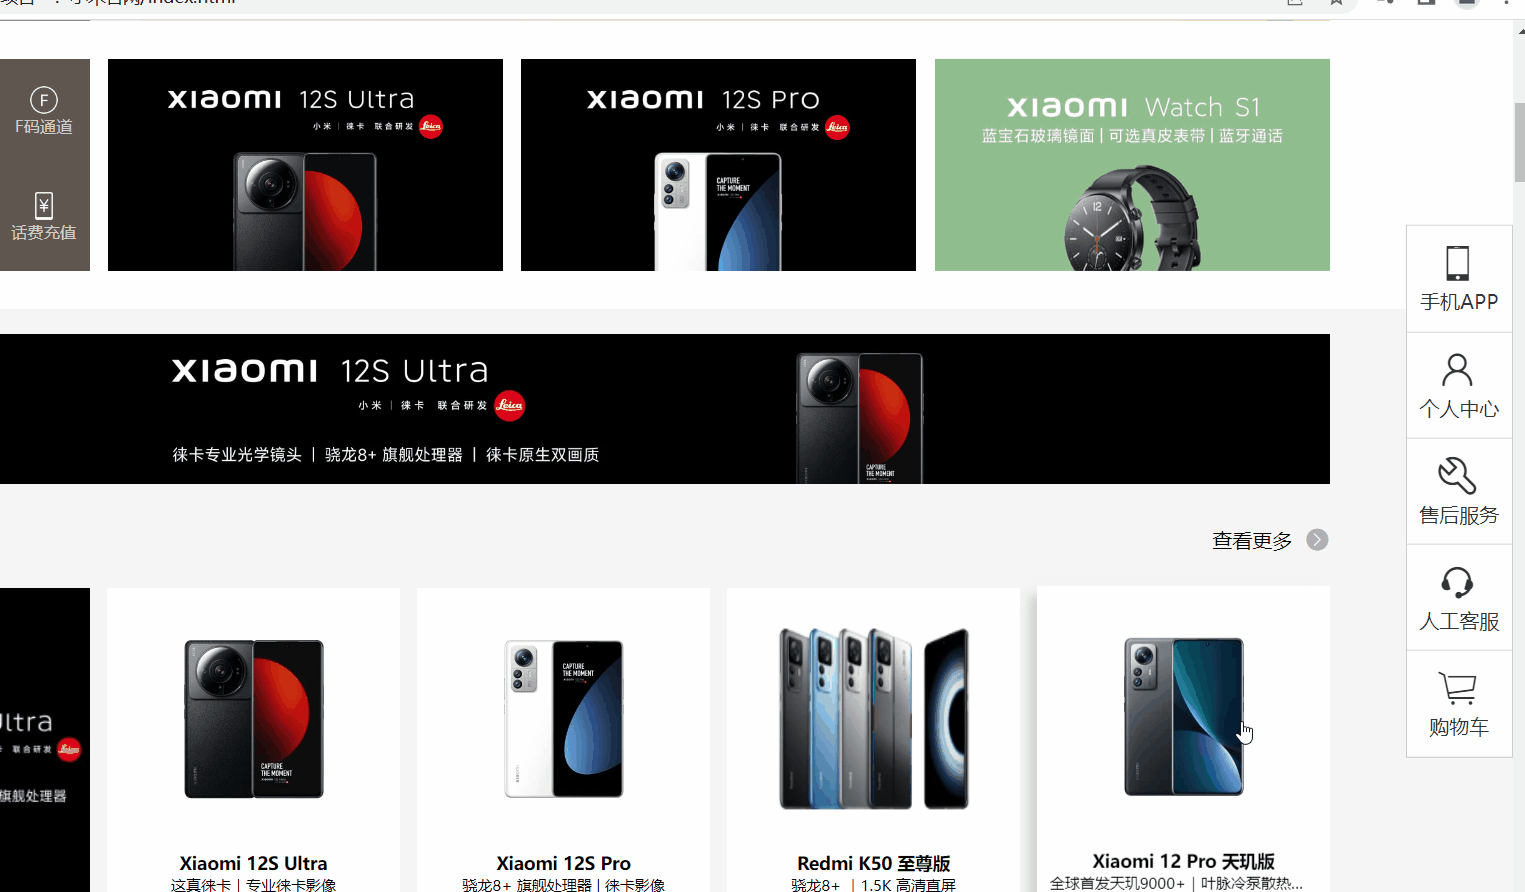 /index.html
F码通道
话费充值
xiaomi 12S Ultra
小米 | 徕卡 联合研发 Leica
xiaomi 12S Pro
小米 | 徕卡 联合研发 Leica
CAPTURE
THE MOMENT
xiaomi Watch S1
蓝宝石玻璃镜面 | 可选真皮表带 | 蓝牙通话
12
手机APP
个人中心
售后服务
人工客服
购物车
xiaomi 12S Ultra
小米 | 徕卡 联合研发 Leica
徕卡专业光学镜头 | 骁龙8+ 旗舰处理器 | 徕卡原生双画质
CAPTURE
THE MOMENT
查看更多
Ultra
联合研发 Leica
旗舰处理器
CAPTURE
THE MOMENT
Xiaomi 12S Ultra
这真徕卡 | 专业徕卡影像
CAPTURE
THE MOMENT
Xiaomi 12S Pro
骁龙8+ 旗舰处理器 | 徕卡影像
Redmi K50 至尊版
骁龙8+ | 1.5K 高清直屏
Xiaomi 12 Pro 天玑版
全球首发天玑9000+ | 叶脉冷泵散热...